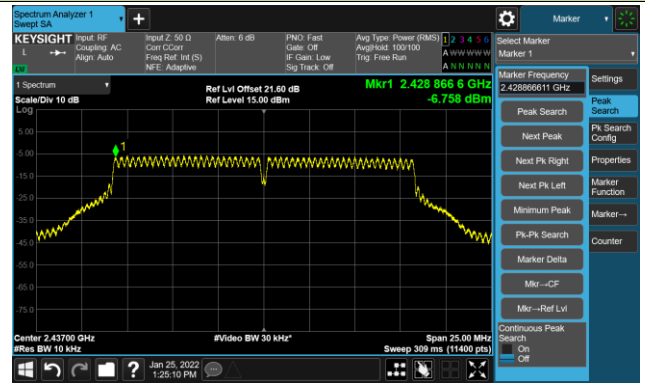 Spectrum Analyzer 1
Swept SA
Marker
KEYSIGHT Input: RF
Coupling: AC
Align: Auto
Input Z: 50 Ω
Corr CCorr
Freq Ref: Int (S)
NFE: Adaptive
Atten: 6 dB
PNO: Fast
Gate: Off
IF Gain: Low
Sig Track: Off
Avg Type: Power (RMS)
Avg|Hold: 100/100
Trig: Free Run
1 2 3 4 5 6
A W W W W W
A N N N N N
Select Marker
Marker 1
1 Spectrum
Scale/Div 10 dB
Log
Ref Lvl Offset 21.60 dB
Ref Level 15.00 dBm
Mkr1 2.428 866 6 GHz
-6.758 dBm
1
5.00
-5.00
-15.0
-25.0
-35.0
-45.0
-55.0
-65.0
-75.0
Center 2.43700 GHz
#Res BW 10 kHz
#Video BW 30 kHz*
Span 25.00 MHz
Sweep 309 ms (11400 pts)
Marker Frequency
2.428866611 GHz
Peak Search
Next Peak
Next Pk Right
Next Pk Left
Minimum Peak
Pk-Pk Search
Marker Delta
Mkr→CF
Mkr→Ref Lvl
Continuous Peak
Search
On
Off
Settings
Peak
Search
Pk Search
Config
Properties
Marker
Function
Marker→
Counter
Jan 25, 2022
1:25:10 PM